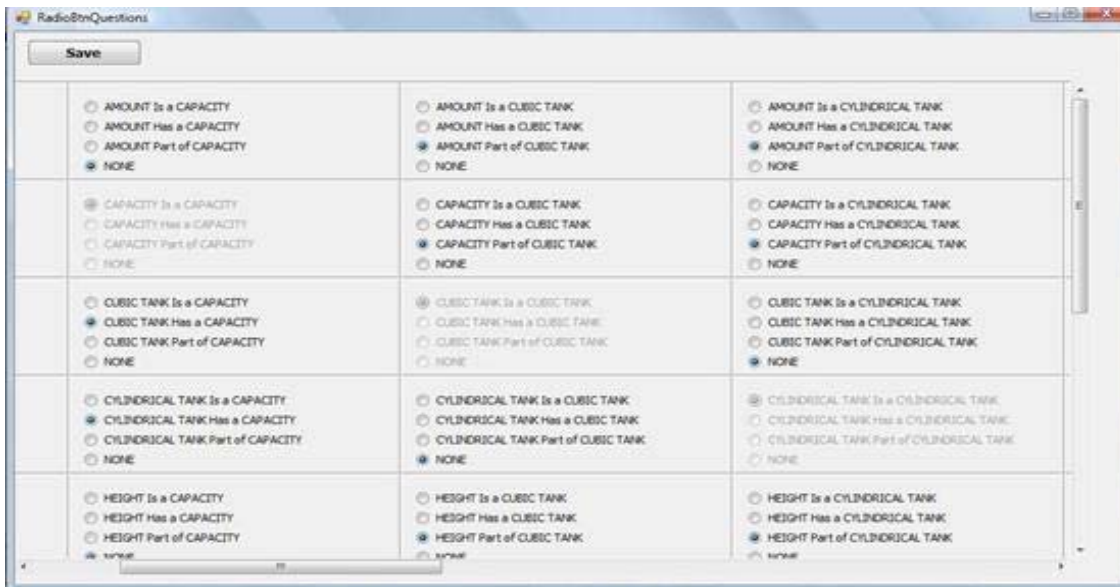 RadioBtnQuestions
Save
AMOUNT Is a CAPACITY
AMOUNT Has a CAPACITY
AMOUNT Part of CAPACITY
NONE
AMOUNT Is a CUBIC TANK
AMOUNT Has a CUBIC TANK
AMOUNT Part of CUBIC TANK
NONE
AMOUNT Is a CYLINDRICAL TANK
AMOUNT Has a CYLINDRICAL TANK
AMOUNT Part of CYLINDRICAL TANK
NONE
CAPACITY Is a CAPACITY
CAPACITY Has a CAPACITY
CAPACITY Part of CAPACITY
NONE
CAPACITY Is a CUBIC TANK
CAPACITY Has a CUBIC TANK
CAPACITY Part of CUBIC TANK
NONE
CAPACITY Is a CYLINDRICAL TANK
CAPACITY Has a CYLINDRICAL TANK
CAPACITY Part of CYLINDRICAL TANK
NONE
CUBIC TANK Is a CAPACITY
CUBIC TANK Has a CAPACITY
CUBIC TANK Part of CAPACITY
NONE
CUBIC TANK Is a CUBIC TANK
CUBIC TANK Has a CUBIC TANK
CUBIC TANK Part of CUBIC TANK
NONE
CUBIC TANK Is a CYLINDRICAL TANK
CUBIC TANK Has a CYLINDRICAL TANK
CUBIC TANK Part of CYLINDRICAL TANK
NONE
CYLINDRICAL TANK Is a CAPACITY
CYLINDRICAL TANK Has a CAPACITY
CYLINDRICAL TANK Part of CAPACITY
NONE
CYLINDRICAL TANK Is a CUBIC TANK
CYLINDRICAL TANK Has a CUBIC TANK
CYLINDRICAL TANK Part of CUBIC TANK
NONE
CYLINDRICAL TANK Is a CYLINDRICAL TANK
CYLINDRICAL TANK Has a CYLINDRICAL TANK
CYLINDRICAL TANK Part of CYLINDRICAL TANK
NONE
HEIGHT Is a CAPACITY
HEIGHT Has a CAPACITY
HEIGHT Part of CAPACITY
NONE
HEIGHT Is a CUBIC TANK
HEIGHT Has a CUBIC TANK
HEIGHT Part of CUBIC TANK
NONE
HEIGHT Is a CYLINDRICAL TANK
HEIGHT Has a CYLINDRICAL TANK
HEIGHT Part of CYLINDRICAL TANK
NONE